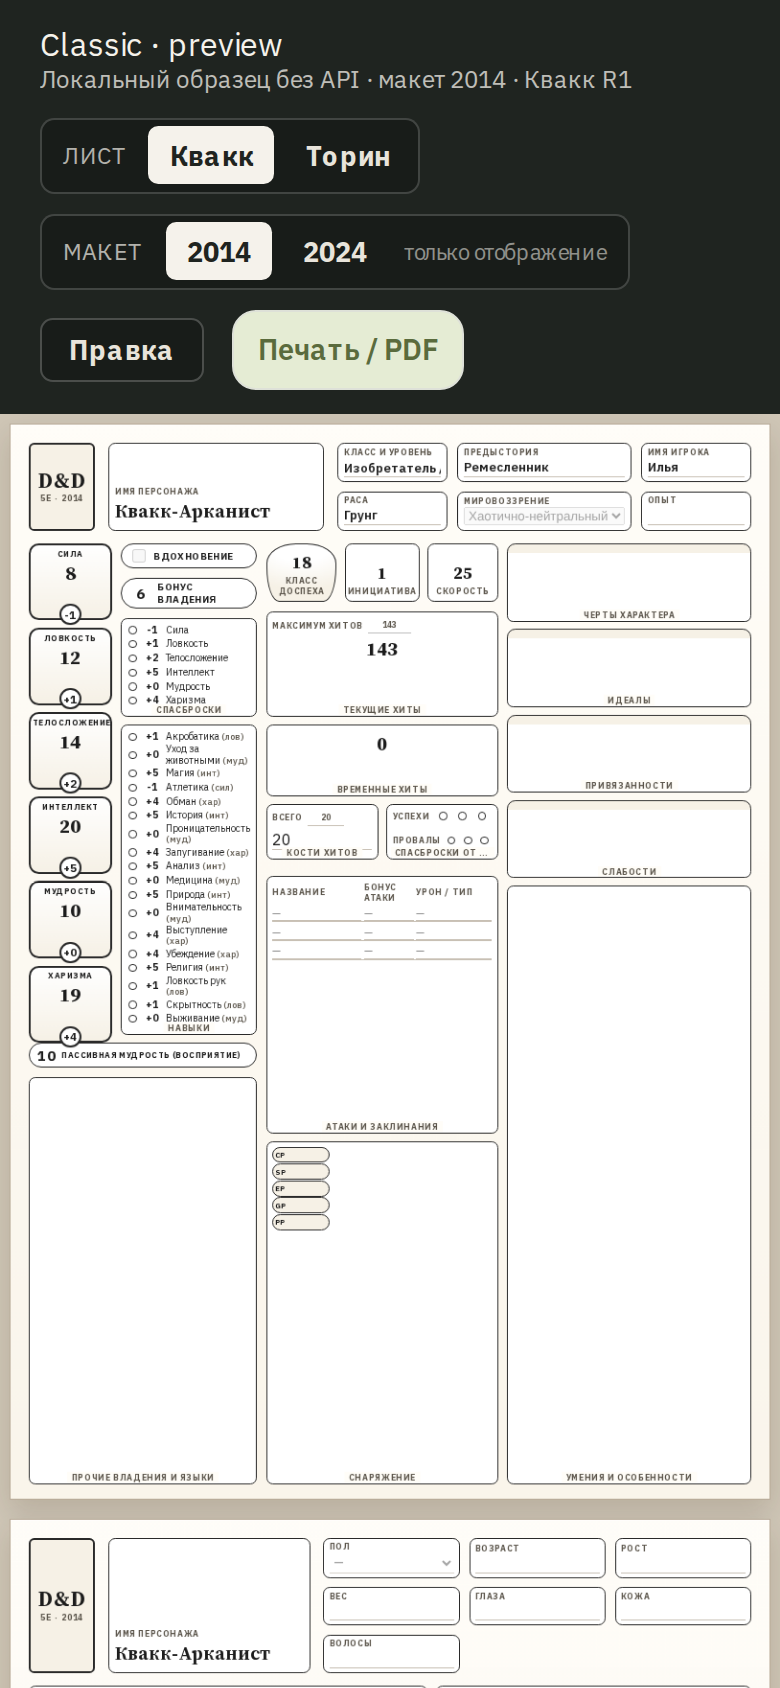 Classic · preview
Локальный образец без API · макет 2014 · Квакк R1
ЛИСТ Квакк Торин
МАКЕТ 2014 2024 только отображение
Правка Печать / PDF
D&D
5E · 2014
ИМЯ ПЕРСОНАЖА
Квакк-Арканист
КЛАСС И УРОВЕНЬ
Изобретатель,
ПРЕДЫСТОРИЯ
Ремесленник
ИМЯ ИГРОКА
Илья
РАСА
Грунг
МИРОВОЗЗРЕНИЕ
Хаотично-нейтральный
ОПЫТ
СИЛА
8
-1
ЛОВКОСТЬ
12
+1
ТЕЛОСЛОЖЕНИЕ
14
+2
ИНТЕЛЛЕКТ
20
+5
МУДРОСТЬ
10
+0
ХАРИЗМА
19
+4
ВДОХНОВЕНИЕ
6 БОНУС
ВЛАДЕНИЯ
-1 Сила
+1 Ловкость
+2 Телосложение
+5 Интеллект
+0 Мудрость
+4 Харизма
СПАСБРОСКИ
+1 Акробатика (лов)
+0 Уход за
животными (муд)
+5 Магия (инт)
-1 Атлетика (сил)
+4 Обман (хар)
+5 История (инт)
+0 Проницательность
(муд)
+4 Запугивание (хар)
+5 Анализ (инт)
+0 Медицина (муд)
+5 Природа (инт)
+0 Внимательность
(муд)
+4 Выступление
(хар)
+4 Убеждение (хар)
+5 Религия (инт)
+1 Ловкость рук
(лов)
+1 Скрытность (лов)
+0 Выживание (муд)
НАВЫКИ
10 ПАССИВНАЯ МУДРОСТЬ (ВОСПРИЯТИЕ)
ПРОЧИЕ ВЛАДЕНИЯ И ЯЗЫКИ
18
КЛАСС
ДОСПЕХА
1
ИНИЦИАТИВА
25
СКОРОСТЬ
МАКСИМУМ ХИТОВ 143
143
ТЕКУЩИЕ ХИТЫ
0
ВРЕМЕННЫЕ ХИТЫ
ВСЕГО 20
20
КОСТИ ХИТОВ
УСПЕХИ
ПРОВАЛЫ
СПАСБРОСКИ ОТ ...
НАЗВАНИЕ БОНУС
АТАКИ УРОН / ТИП
— — —
— — —
— — —
АТАКИ И ЗАКЛИНАНИЯ
CP
SP
EP
GP
PP
СНАРЯЖЕНИЕ
ЧЕРТЫ ХАРАКТЕРА
ИДЕАЛЫ
ПРИВЯЗАННОСТИ
СЛАБОСТИ
УМЕНИЯ И ОСОБЕННОСТИ
D&D
5E · 2014
ИМЯ ПЕРСОНАЖА
Квакк-Арканист
ПОЛ
—
ВОЗРАСТ
РОСТ
ВЕС
ГЛАЗА
КОЖА
ВОЛОСЫ